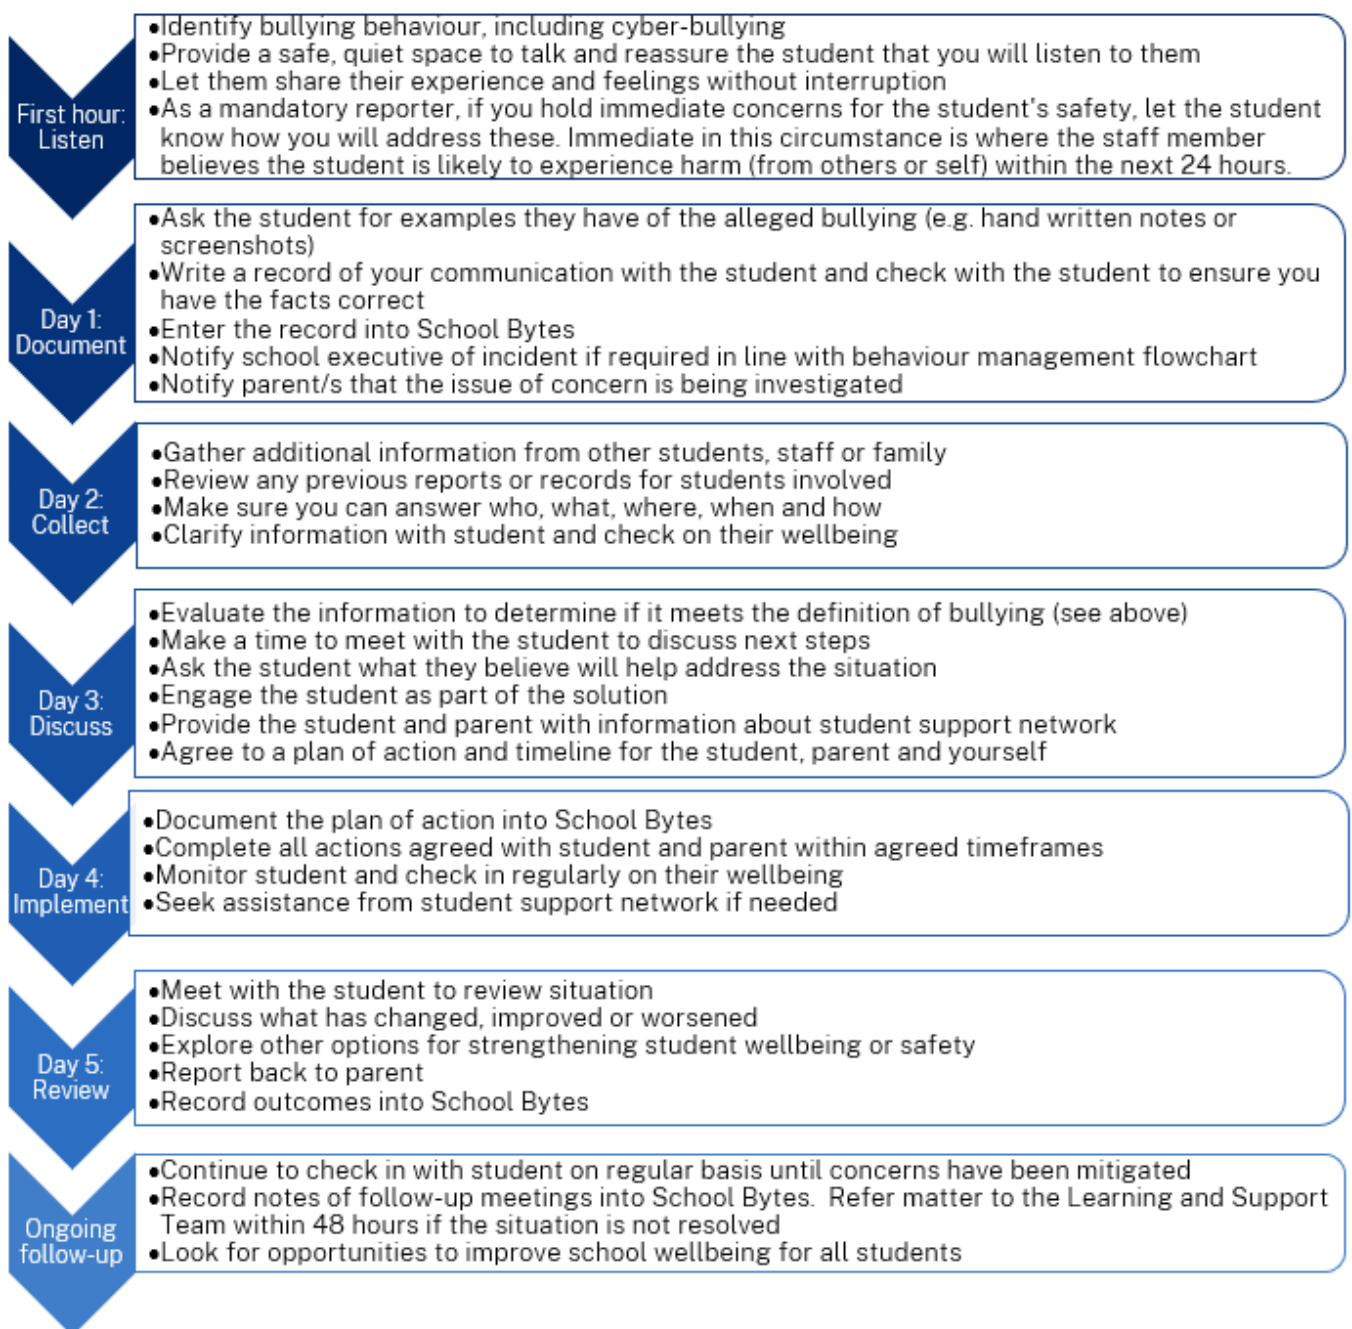 First hour:
Listen
•Identify bullying behaviour, including cyber-bullying
•Provide a safe, quiet space to talk and reassure the student that you will listen to them
•Let them share their experience and feelings without interruption
•As a mandatory reporter, if you hold immediate concerns for the student's safety, let the student
know how you will address these. Immediate in this circumstance is where the staff member
believes the student is likely to experience harm (from others or self) within the next 24 hours.
Day 1:
Document
•Ask the student for examples they have of the alleged bullying (e.g. hand written notes or
screenshots)
•Write a record of your communication with the student and check with the student to ensure you
have the facts correct
•Enter the record into School Bytes
•Notify school executive of incident if required in line with behaviour management flowchart
•Notify parent/s that the issue of concern is being investigated
Day 2:
Collect
•Gather additional information from other students, staff or family
•Review any previous reports or records for students involved
•Make sure you can answer who, what, where, when and how
•Clarify information with student and check on their wellbeing
Day 3:
Discuss
•Evaluate the information to determine if it meets the definition of bullying (see above)
•Make a time to meet with the student to discuss next steps
•Ask the student what they believe will help address the situation
•Engage the student as part of the solution
•Provide the student and parent with information about student support network
•Agree to a plan of action and timeline for the student, parent and yourself
Day 4:
Implement
•Document the plan of action into School Bytes
•Complete all actions agreed with student and parent within agreed timeframes
•Monitor student and check in regularly on their wellbeing
•Seek assistance from student support network if needed
Day 5:
Review
•Meet with the student to review situation
•Discuss what has changed, improved or worsened
•Explore other options for strengthening student wellbeing or safety
•Report back to parent
•Record outcomes into School Bytes
Ongoing
follow-up
•Continue to check in with student on regular basis until concerns have been mitigated
•Record notes of follow-up meetings into School Bytes.  Refer matter to the Learning and Support
Team within 48 hours if the situation is not resolved
•Look for opportunities to improve school wellbeing for all students